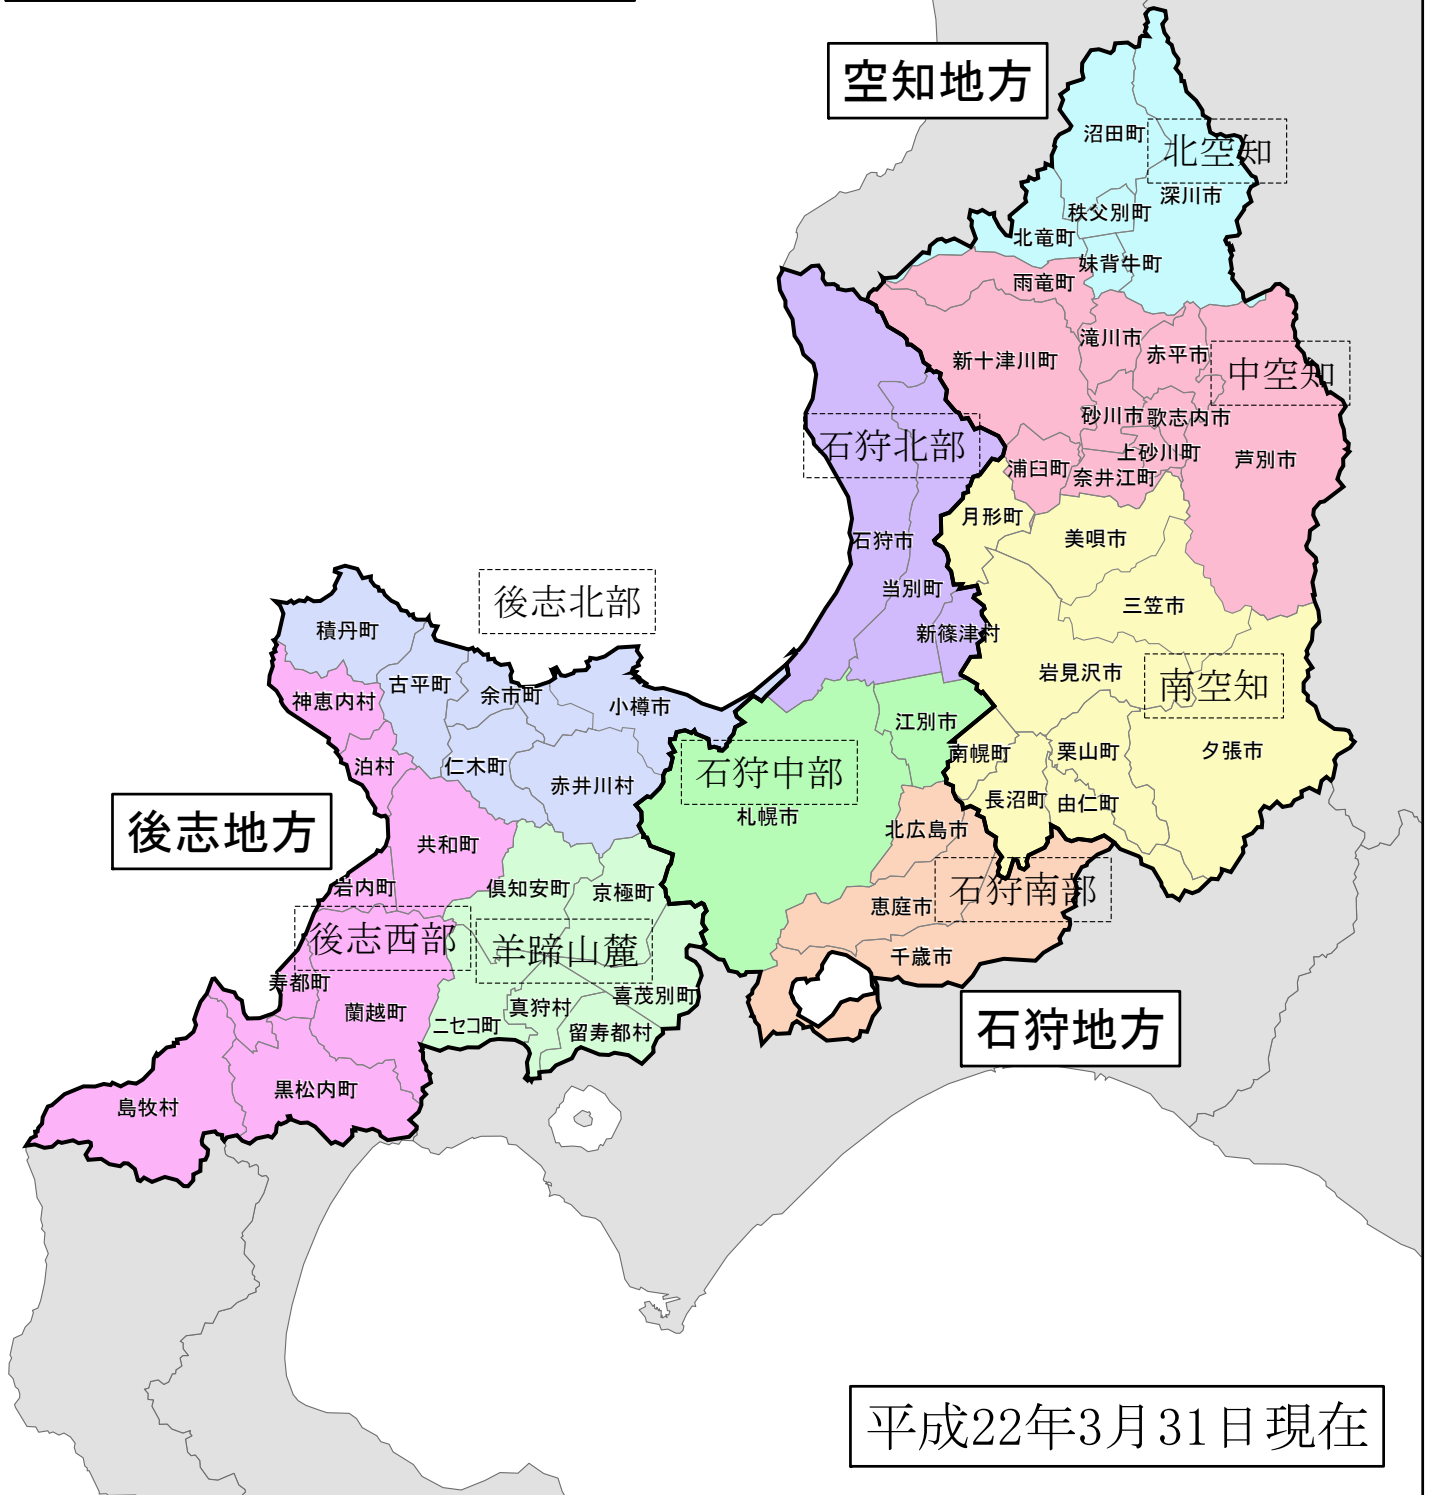 空知地方
沼田町
北空知
深川市
秩父別町
北竜町
妹背牛町
雨竜町
滝川市
赤平市
新十津川町
中空知
砂川市
歌志内市
石狩北部
上砂川町
芦別市
浦臼町
奈井江町
月形町
美唄市
石狩市
当別町
後志北部
三笠市
積丹町
新篠津村
岩見沢市
古平町
南空知
余市町
神恵内村
小樽市
江別市
南幌町
栗山町
夕張市
泊村
仁木町
石狩中部
赤井川村
長沼町
由仁町
札幌市
後志地方
北広島市
共和町
岩内町
倶知安町
京極町
石狩南部
恵庭市
後志西部
羊蹄山麓
千歳市
寿都町
喜茂別町
真狩村
蘭越町
ニセコ町
留寿都村
石狩地方
黒松内町
島牧村
平成22年3月31日現在